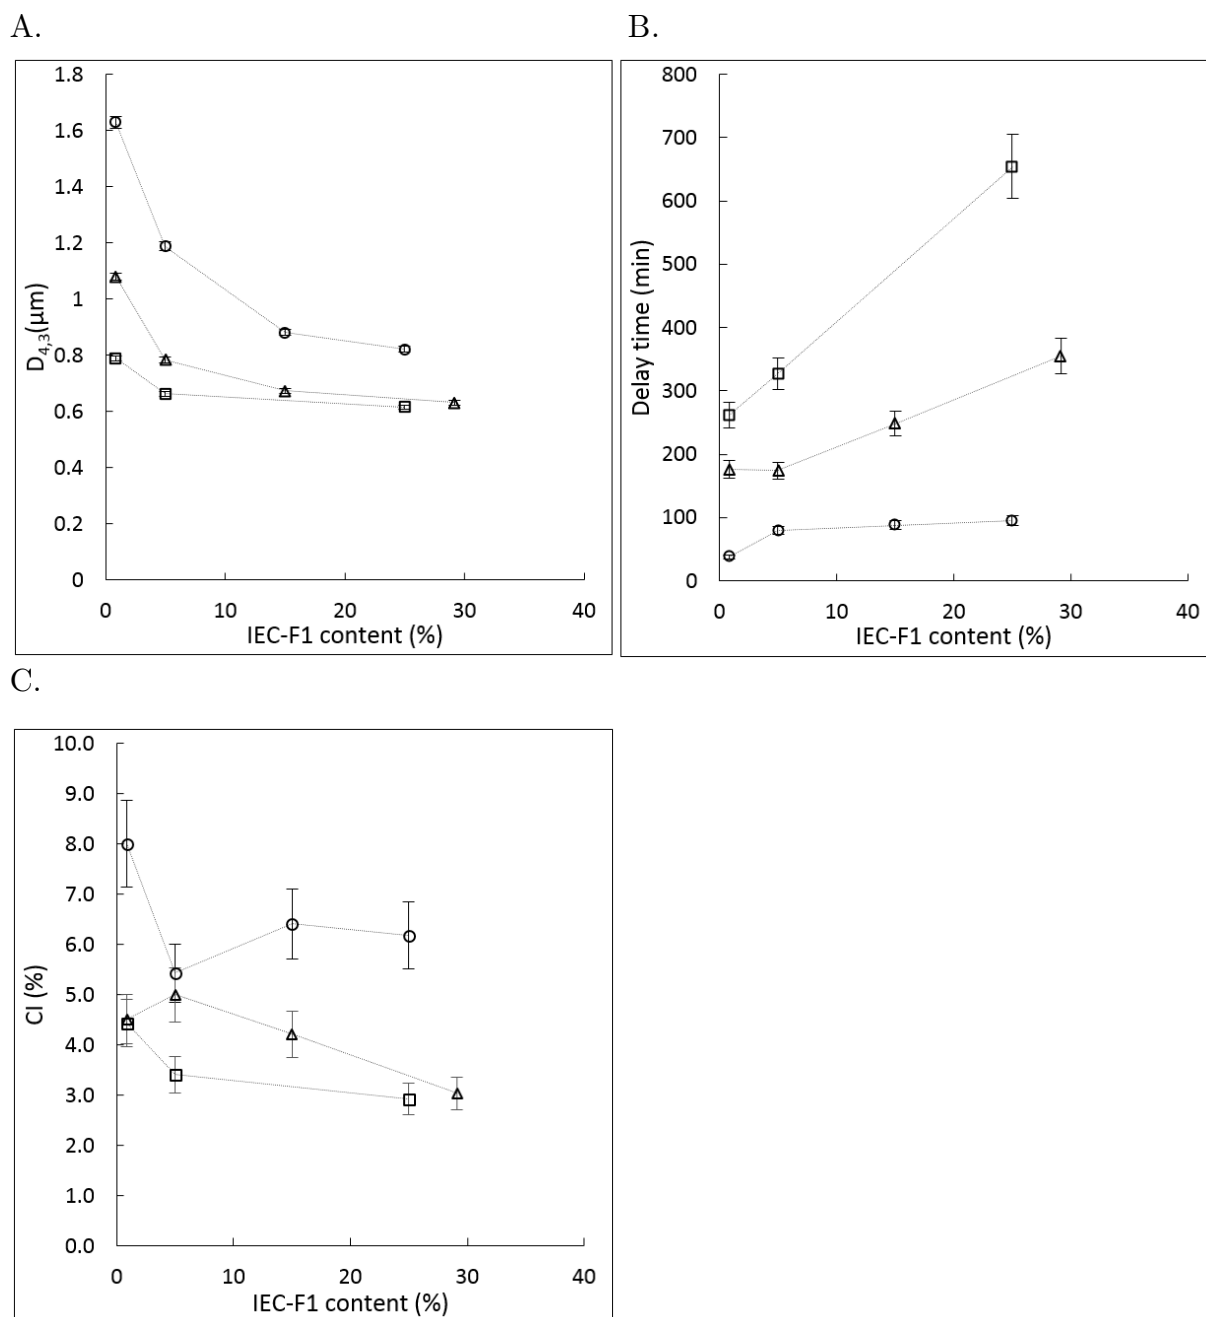 A.
B.
1.8
1.6
1.4
1.2
1
0.8
0.6
0.4
0.2
0
D4,3(μm)
0 10 20 30 40
IEC-F1 content (%)
800
700
600
500
400
300
200
100
0
Delay time (min)
0 10 20 30 40
IEC-F1 content (%)
C.
10.0
9.0
8.0
7.0
6.0
5.0
4.0
3.0
2.0
1.0
0.0
CI (%)
0 10 20 30 40
IEC-F1 content (%)